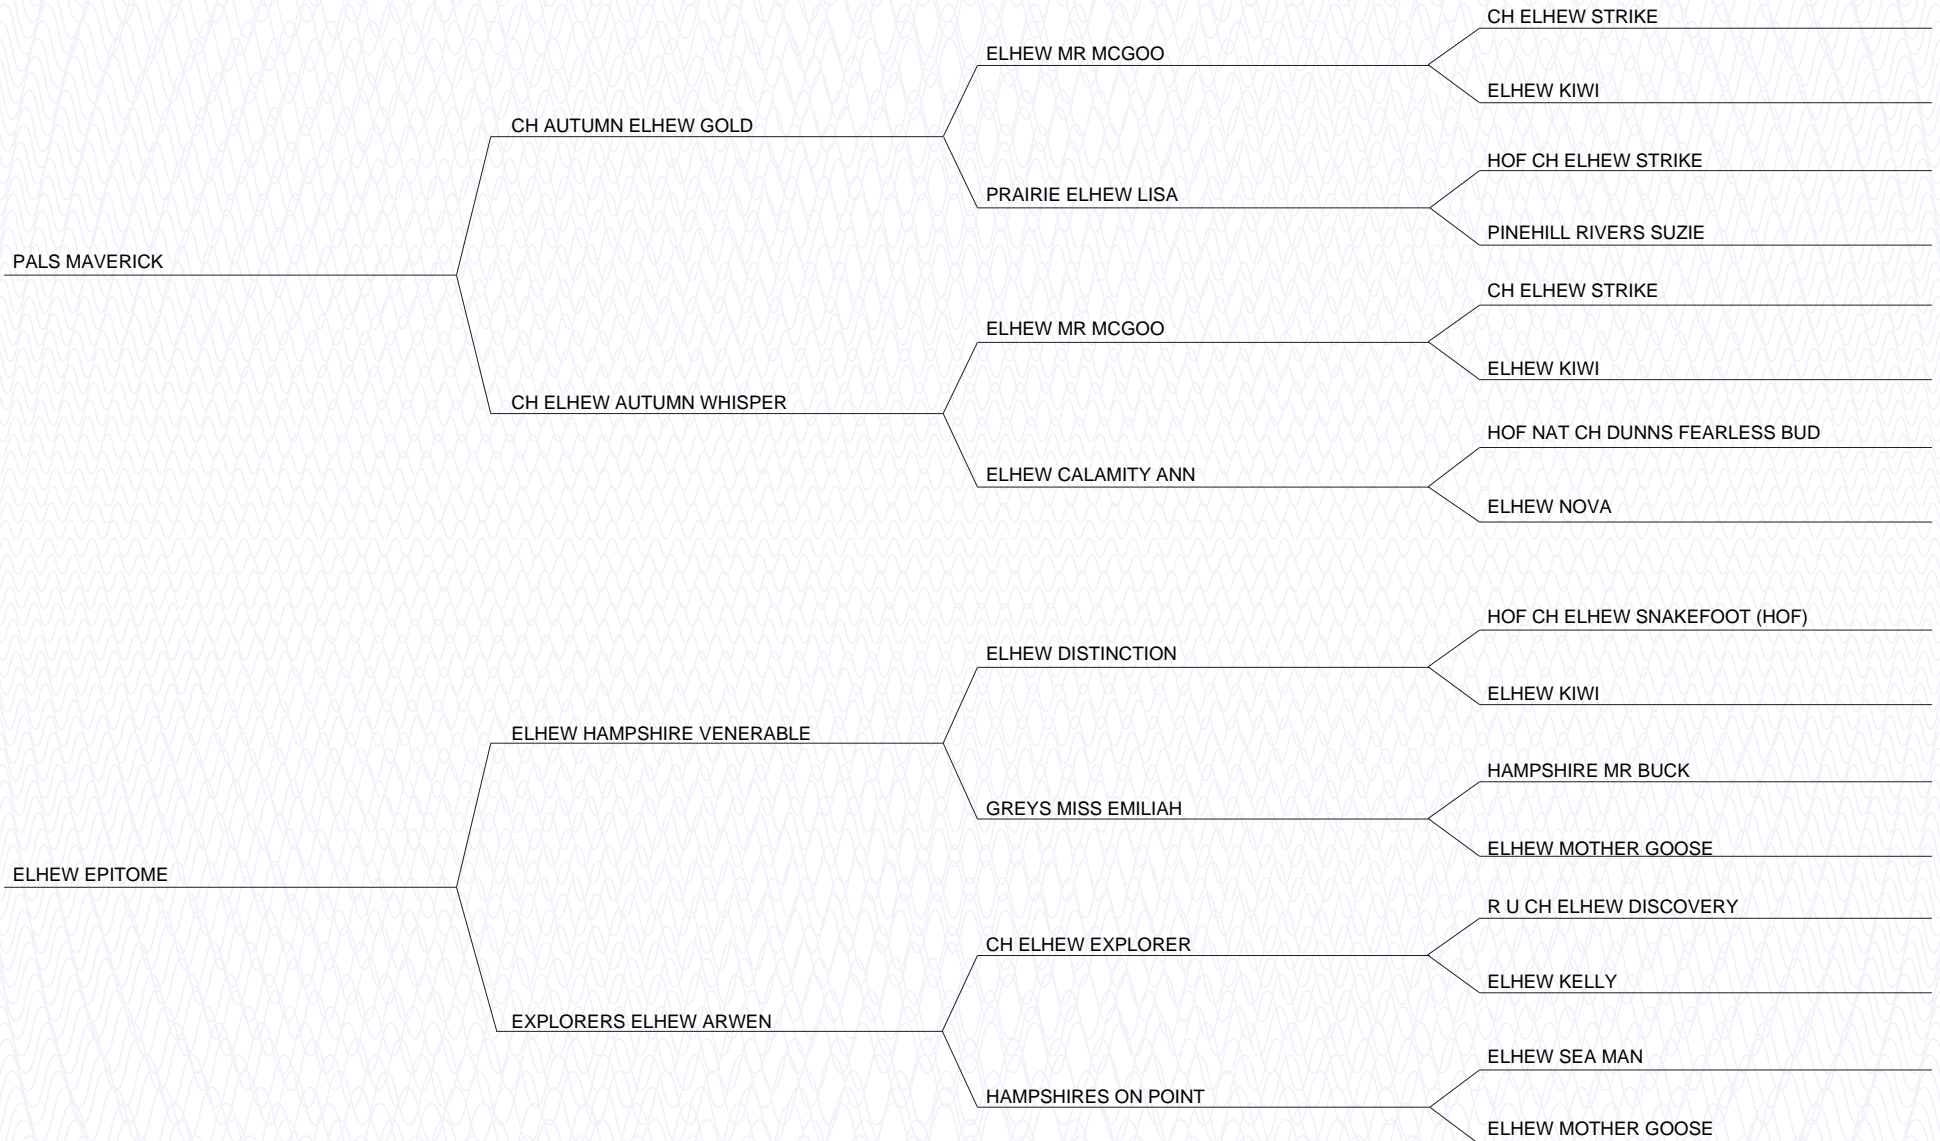 CH ELHEW STRIKE
ELHEW MR MCGOO
ELHEW KIWI
CH AUTUMN ELHEW GOLD
HOF CH ELHEW STRIKE
PRAIRIE ELHEW LISA
PINEHILL RIVERS SUZIE
PALS MAVERICK
CH ELHEW STRIKE
ELHEW MR MCGOO
ELHEW KIWI
CH ELHEW AUTUMN WHISPER
HOF NAT CH DUNNS FEARLESS BUD
ELHEW CALAMITY ANN
ELHEW NOVA
HOF CH ELHEW SNAKEFOOT (HOF)
ELHEW DISTINCTION
ELHEW KIWI
ELHEW HAMPSHIRE VENERABLE
HAMPSHIRE MR BUCK
GREYS MISS EMILIAH
ELHEW MOTHER GOOSE
ELHEW EPITOME
R U CH ELHEW DISCOVERY
CH ELHEW EXPLORER
ELHEW KELLY
EXPLORERS ELHEW ARWEN
ELHEW SEA MAN
HAMPSHIRES ON POINT
ELHEW MOTHER GOOSE